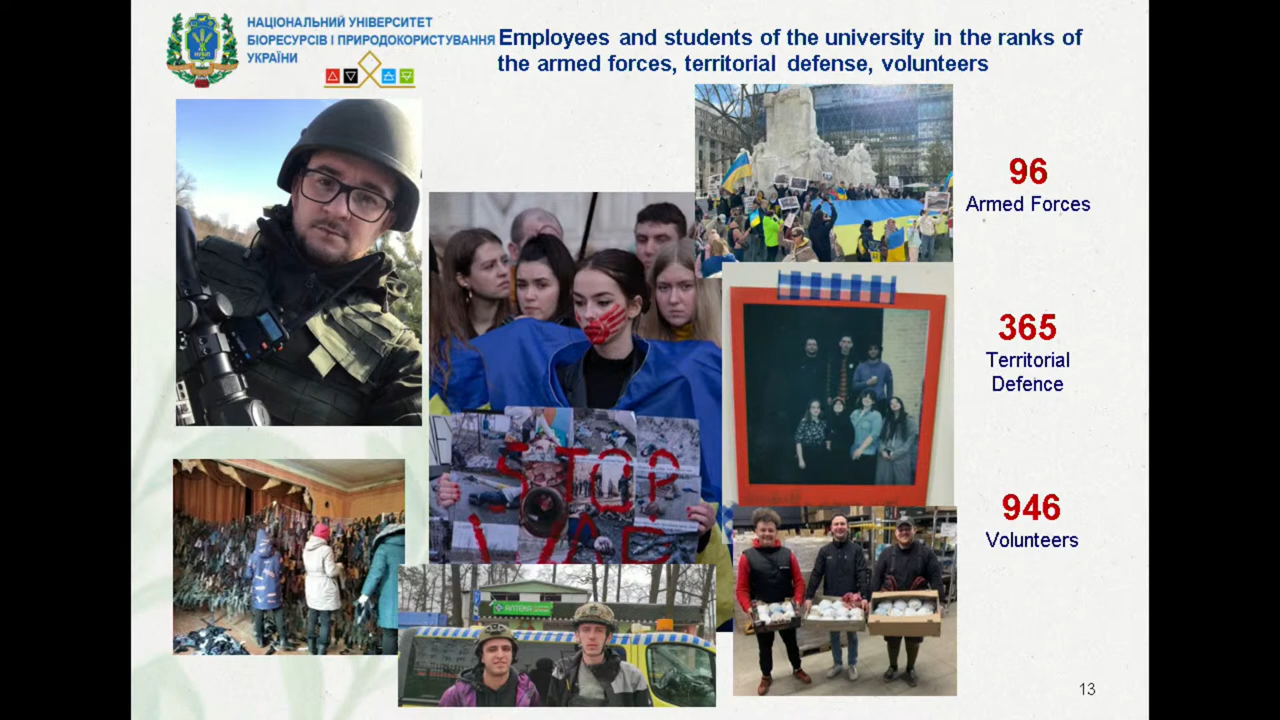 НАЦІОНАЛЬНИЙ УНІВЕРСИТЕТ
БІОРЕСУРСІВ І ПРИРОДОКОРИСТУВАННЯ
УКРАЇНИ
Employees and students of the university in the ranks of
the armed forces, territorial defense, volunteers
96
Armed Forces
365
Territorial
Defence
946
Volunteers
STOP
WAR
АПТЕКА
13